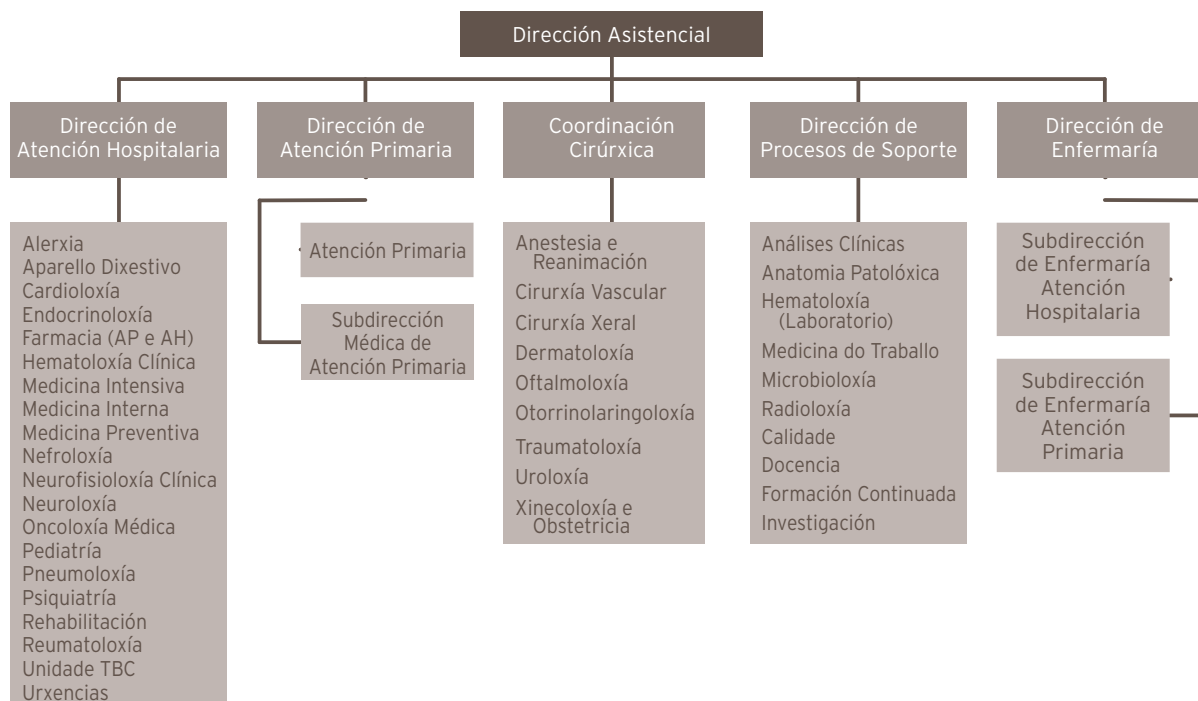 Dirección Asistencial
Dirección de
Atención Hospitalaria
Dirección de
Atención Primaria
Coordinación
Cirúrxica
Dirección de
Procesos de Soporte
Dirección de
Enfermaría
Alerxia
Aparello Dixestivo
Cardioloxía
Endocrinoloxía
Farmacia (AP e AH)
Hematoloxía Clínica
Medicina Intensiva
Medicina Interna
Medicina Preventiva
Nefroloxía
Neurofisioloxía Clínica
Neuroloxía
Oncoloxía Médica
Pediatría
Pneumoloxía
Psiquiatría
Rehabilitación
Reumatoloxía
Unidade TBC
Urxencias
Atención Primaria
Subdirección
Médica de
Atención Primaria
Anestesia e
Reanimación
Cirurxía Vascular
Cirurxía Xeral
Dermatoloxía
Oftalmoloxía
Otorrinolaringoloxía
Traumatoloxía
Uroloxía
Xinecoloxía e
Obstetricia
Análises Clínicas
Anatomia Patolóxica
Hematoloxía
(Laboratorio)
Medicina do Traballo
Microbioloxía
Radioloxía
Calidade
Docencia
Formación Continuada
Investigación
Subdirección
de Enfermaría
Atención
Hospitalaria
Subdirección
de Enfermaría
Atención
Primaria